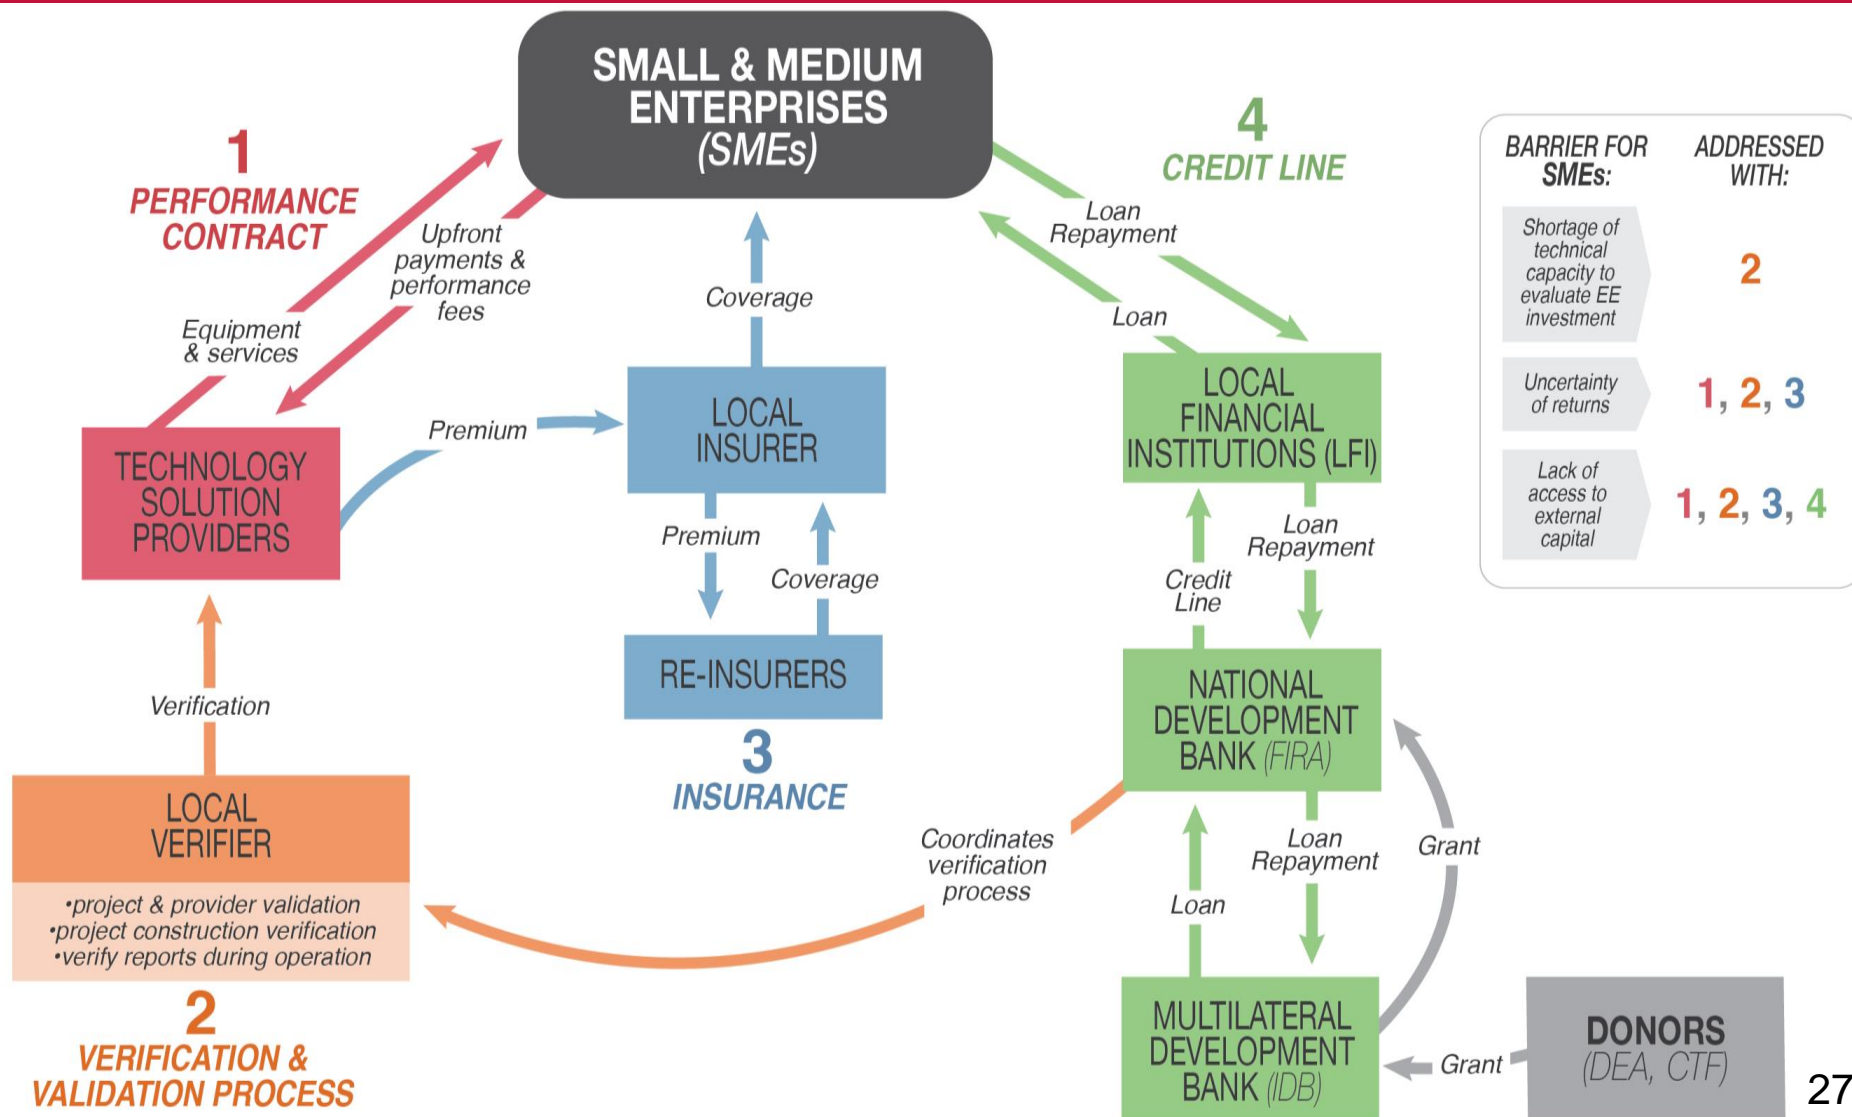 SMALL & MEDIUM
ENTERPRISES
(SMEs)
1
PERFORMANCE
CONTRACT
4
CREDIT LINE
Equipment
& services
Upfront
payments &
performance
fees
Coverage
Loan
Repayment
Loan
TECHNOLOGY
SOLUTION
PROVIDERS
Premium
LOCAL
INSURER
LOCAL
FINANCIAL
INSTITUTIONS (LFI)
Premium
Coverage
Credit
Line
Loan
Repayment
RE-INSURERS
3
INSURANCE
NATIONAL
DEVELOPMENT
BANK (FIRA)
Verification
LOCAL
VERIFIER
•project & provider validation
•project construction verification
•verify reports during operation
2
VERIFICATION &
VALIDATION PROCESS
Coordinates
verification
process
Loan
Loan
Repayment
Grant
MULTILATERAL
DEVELOPMENT
BANK (IDB)
Grant
DONORS
(DEA, CTF)
BARRIER FOR
SMEs:
ADDRESSED
WITH:
Shortage of
technical
capacity to
evaluate EE
investment
2
Uncertainty
of returns
1, 2, 3
Lack of
access to
external
capital
1, 2, 3, 4
27